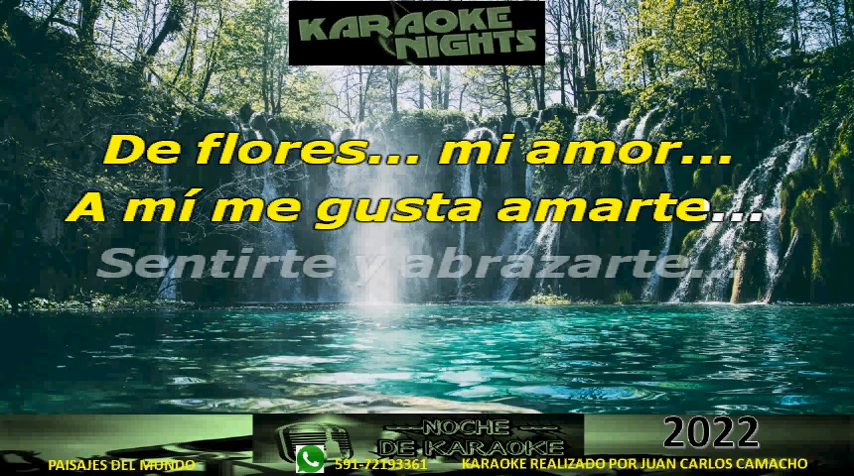 KARAOKE
NIGHTS
De flores... mi amor...
A mí me gusta amarte...
Sentirte y abrazarte...
NOCHE
DE KARAOKE
2022
PAISAJES DEL MUNDO
591-72193361
KARAOKE REALIZADO POR JUAN CARLOS CAMACHO